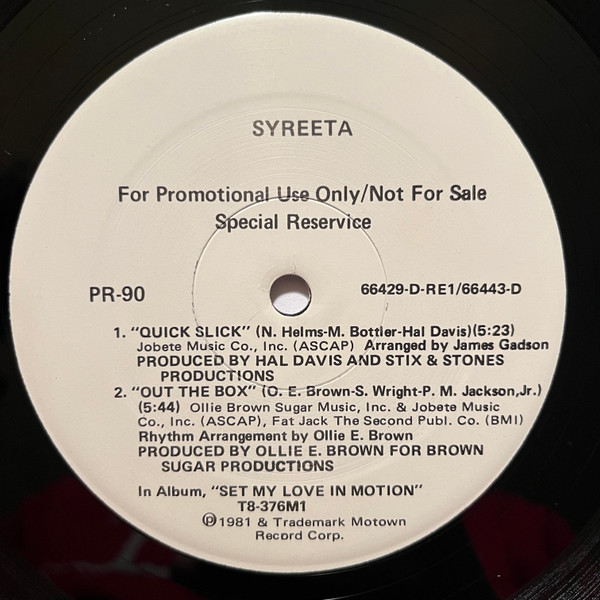 SYREETA
For Promotional Use Only/Not For Sale
Special Reservice
PR-90
66429-D-RE1/66443-D
1. "QUICK SLICK" (N. Helms-M. Bottler-Hal Davis)(5:23)
Jobete Music Co., Inc. (ASCAP) Arranged by James Gadson
PRODUCED BY HAL DAVIS AND STIX & STONES
PRODUCTIONS
2. "OUT THE BOX" (O. E. Brown-S. Wright-P. M. Jackson,Jr.)
(5:44) Ollie Brown Sugar Music, Inc. & Jobete Music
Co., Inc. (ASCAP), Fat Jack The Second Publ. Co. (BMI)
Rhythm Arrangement by Ollie E. Brown
PRODUCED BY OLLIE E. BROWN FOR BROWN
SUGAR PRODUCTIONS
In Album, "SET MY LOVE IN MOTION"
T8-376M1
℗1981 & Trademark Motown
Record Corp.